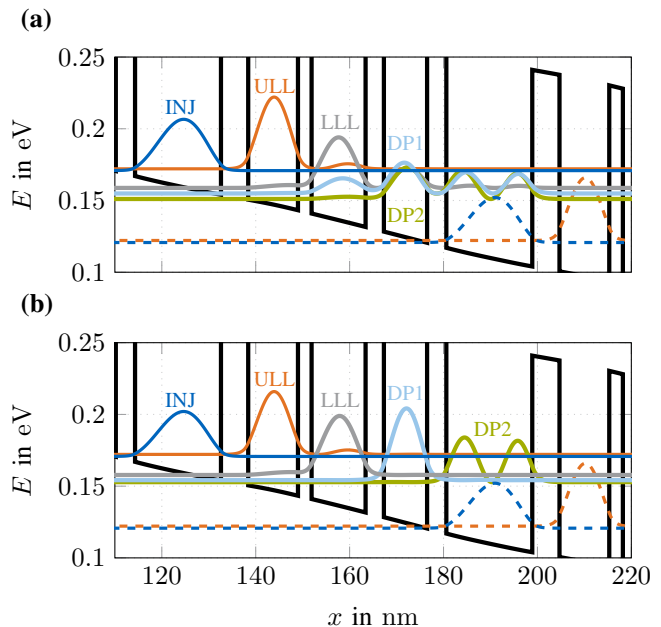 (a)
0.25
0.2
0.15
0.1
E in eV
INJ
ULL
LLL
DP1
DP2
(b)
0.25
0.2
0.15
0.1
E in eV
INJ
ULL
LLL
DP1
DP2
120 140 160 180 200 220
x in nm